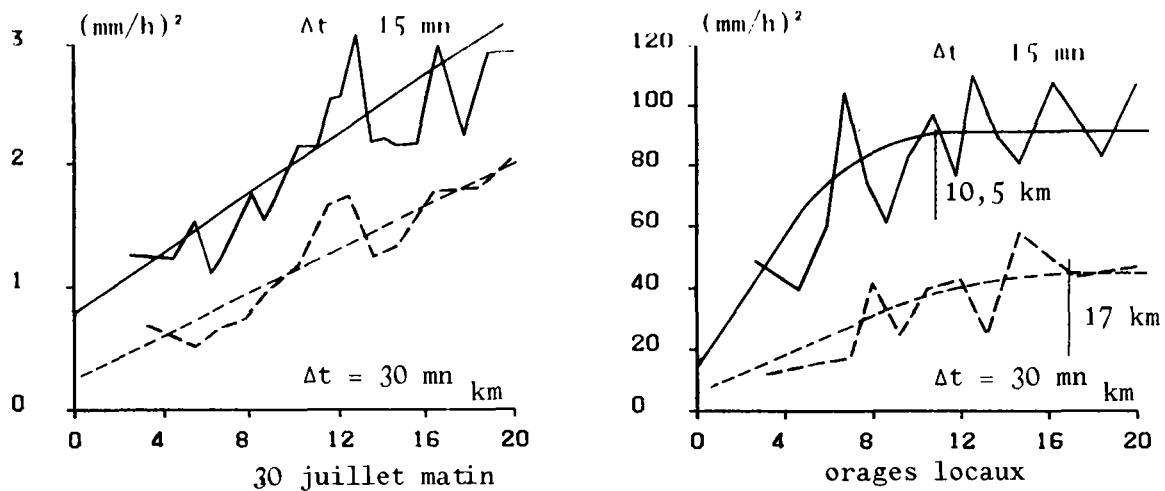 (mm/h)²
Δt 15 mn
3
2
1
0
Δt = 30 mn
km
0 4 8 12 16 20
30 juillet matin
(mm/h)²
Δt 15 mn
120
100
80
60
40
20
0
10,5 km
17 km
Δt = 30 mn
km
0 4 8 12 16 20
orages locaux